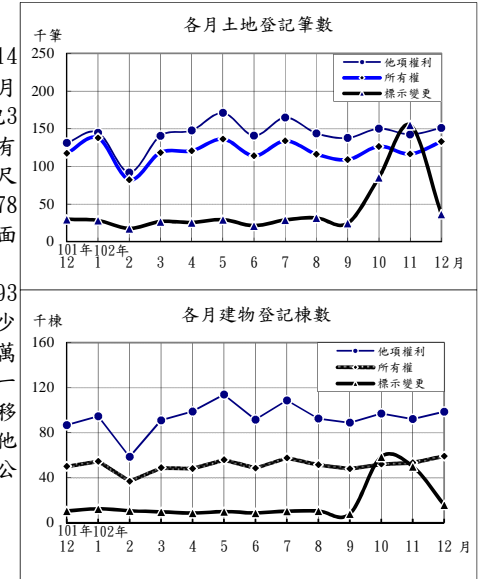 14
月
3
有
尺
78
面
93
少
萬
一
移
他
公
各月土地登記筆數
千筆
250
200
150
100
50
0
他項權利
所有權
標示變更
101年102年
12 1 2 3 4 5 6 7 8 9 10 11 12 月
各月建物登記棟數
千棟
160
120
80
40
0
他項權利
所有權
標示變更
101年102年
12 1 2 3 4 5 6 7 8 9 10 11 12 月